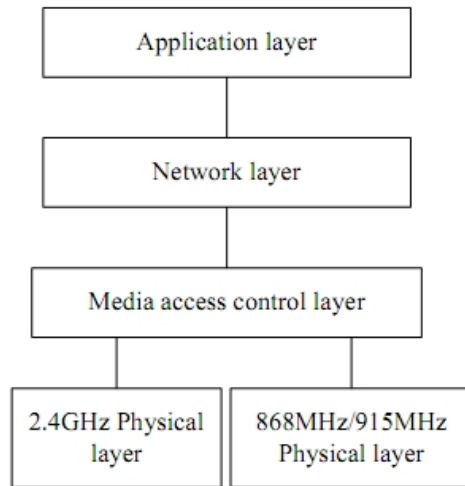 Application layer
Network layer
Media access control layer
2.4GHz Physical
layer
868MHz/915MHz
Physical layer